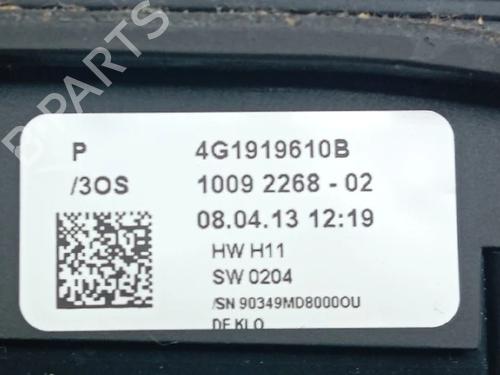 B-PARTS
P 4G1919610B
/3OS 1009 2268 - 02
08.04.13 12:19
HW H11
SW 0204
/SN 90349MD8000OU
DE KLO